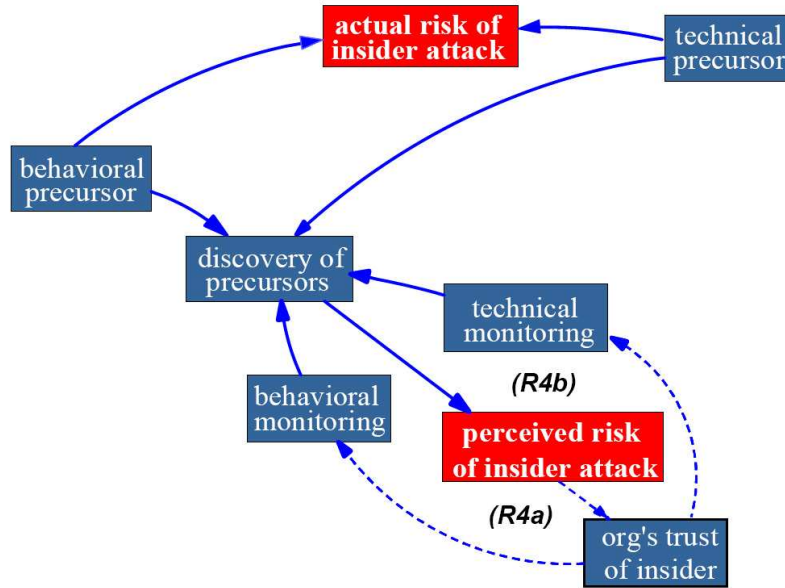 actual risk of
insider attack
technical
precursor
behavioral
precursor
discovery of
precursors
technical
monitoring
behavioral
monitoring
(R4b)
perceived risk
of insider attack
(R4a)
org's trust
of insider